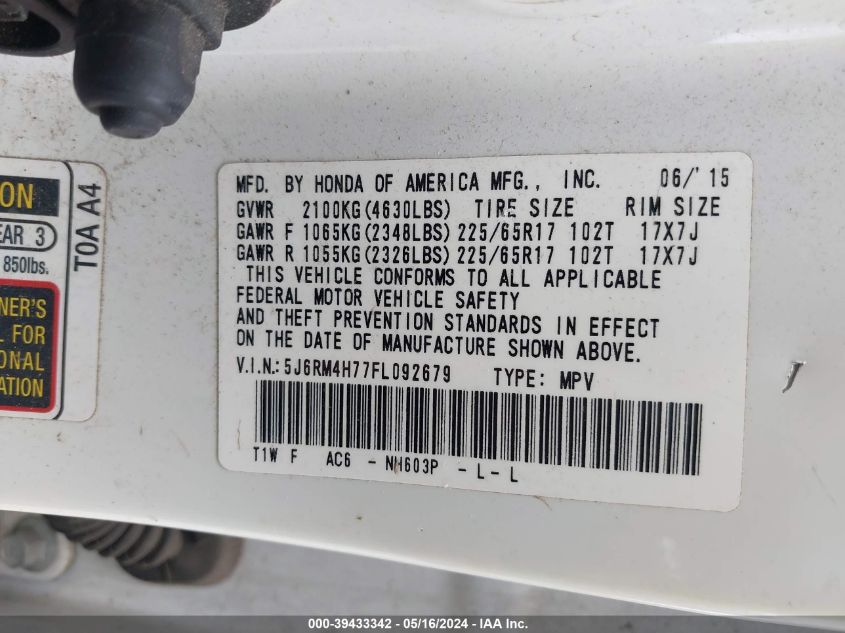 ION
EAR 3
850lbs.
T0A A4
NER'S
L FOR
ONAL
ATION
MFD. BY HONDA OF AMERICA MFG., INC. 06/'15
GVWR 2100KG(4630LBS) TIRE SIZE RIM SIZE
GAWR F 1065KG(2348LBS) 225/65R17 102T 17X7J
GAWR R 1055KG(2326LBS) 225/65R17 102T 17X7J
THIS VEHICLE CONFORMS TO ALL APPLICABLE
FEDERAL MOTOR VEHICLE SAFETY
AND THEFT PREVENTION STANDARDS IN EFFECT
ON THE DATE OF MANUFACTURE SHOWN ABOVE.
V.I.N.: 5J6RM4H77FL092679 TYPE: MPV
T1W F AC6 - NH603P - L - L
000-39433342 - 05/16/2024 - IAAI Inc.